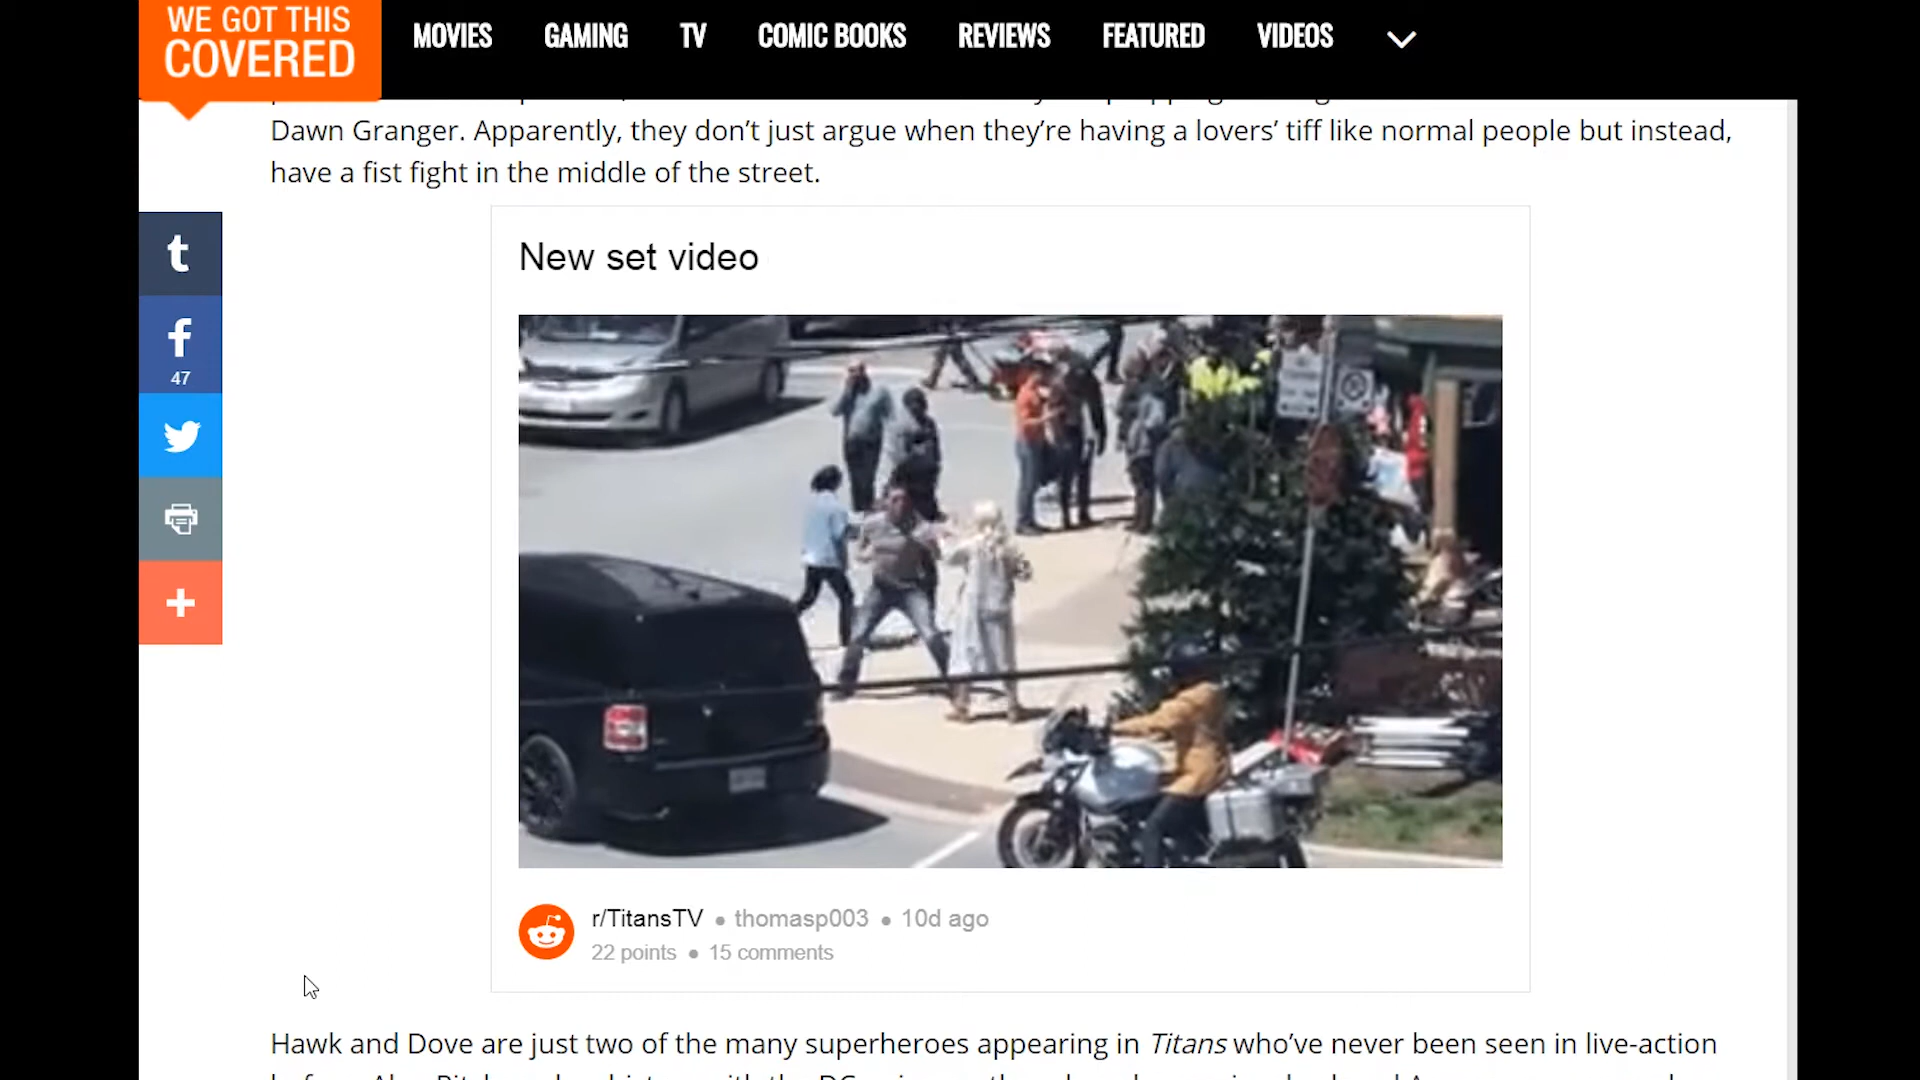 WE GOT THIS
COVERED
MOVIES GAMING TV COMIC BOOKS REVIEWS FEATURED VIDEOS
Dawn Granger. Apparently, they don’t just argue when they’re having a lovers’ tiff like normal people but instead,
have a fist fight in the middle of the street.
47
New set video
r/TitansTV • thomasp003 • 10d ago
22 points • 15 comments
Hawk and Dove are just two of the many superheroes appearing in Titans who’ve never been seen in live-action